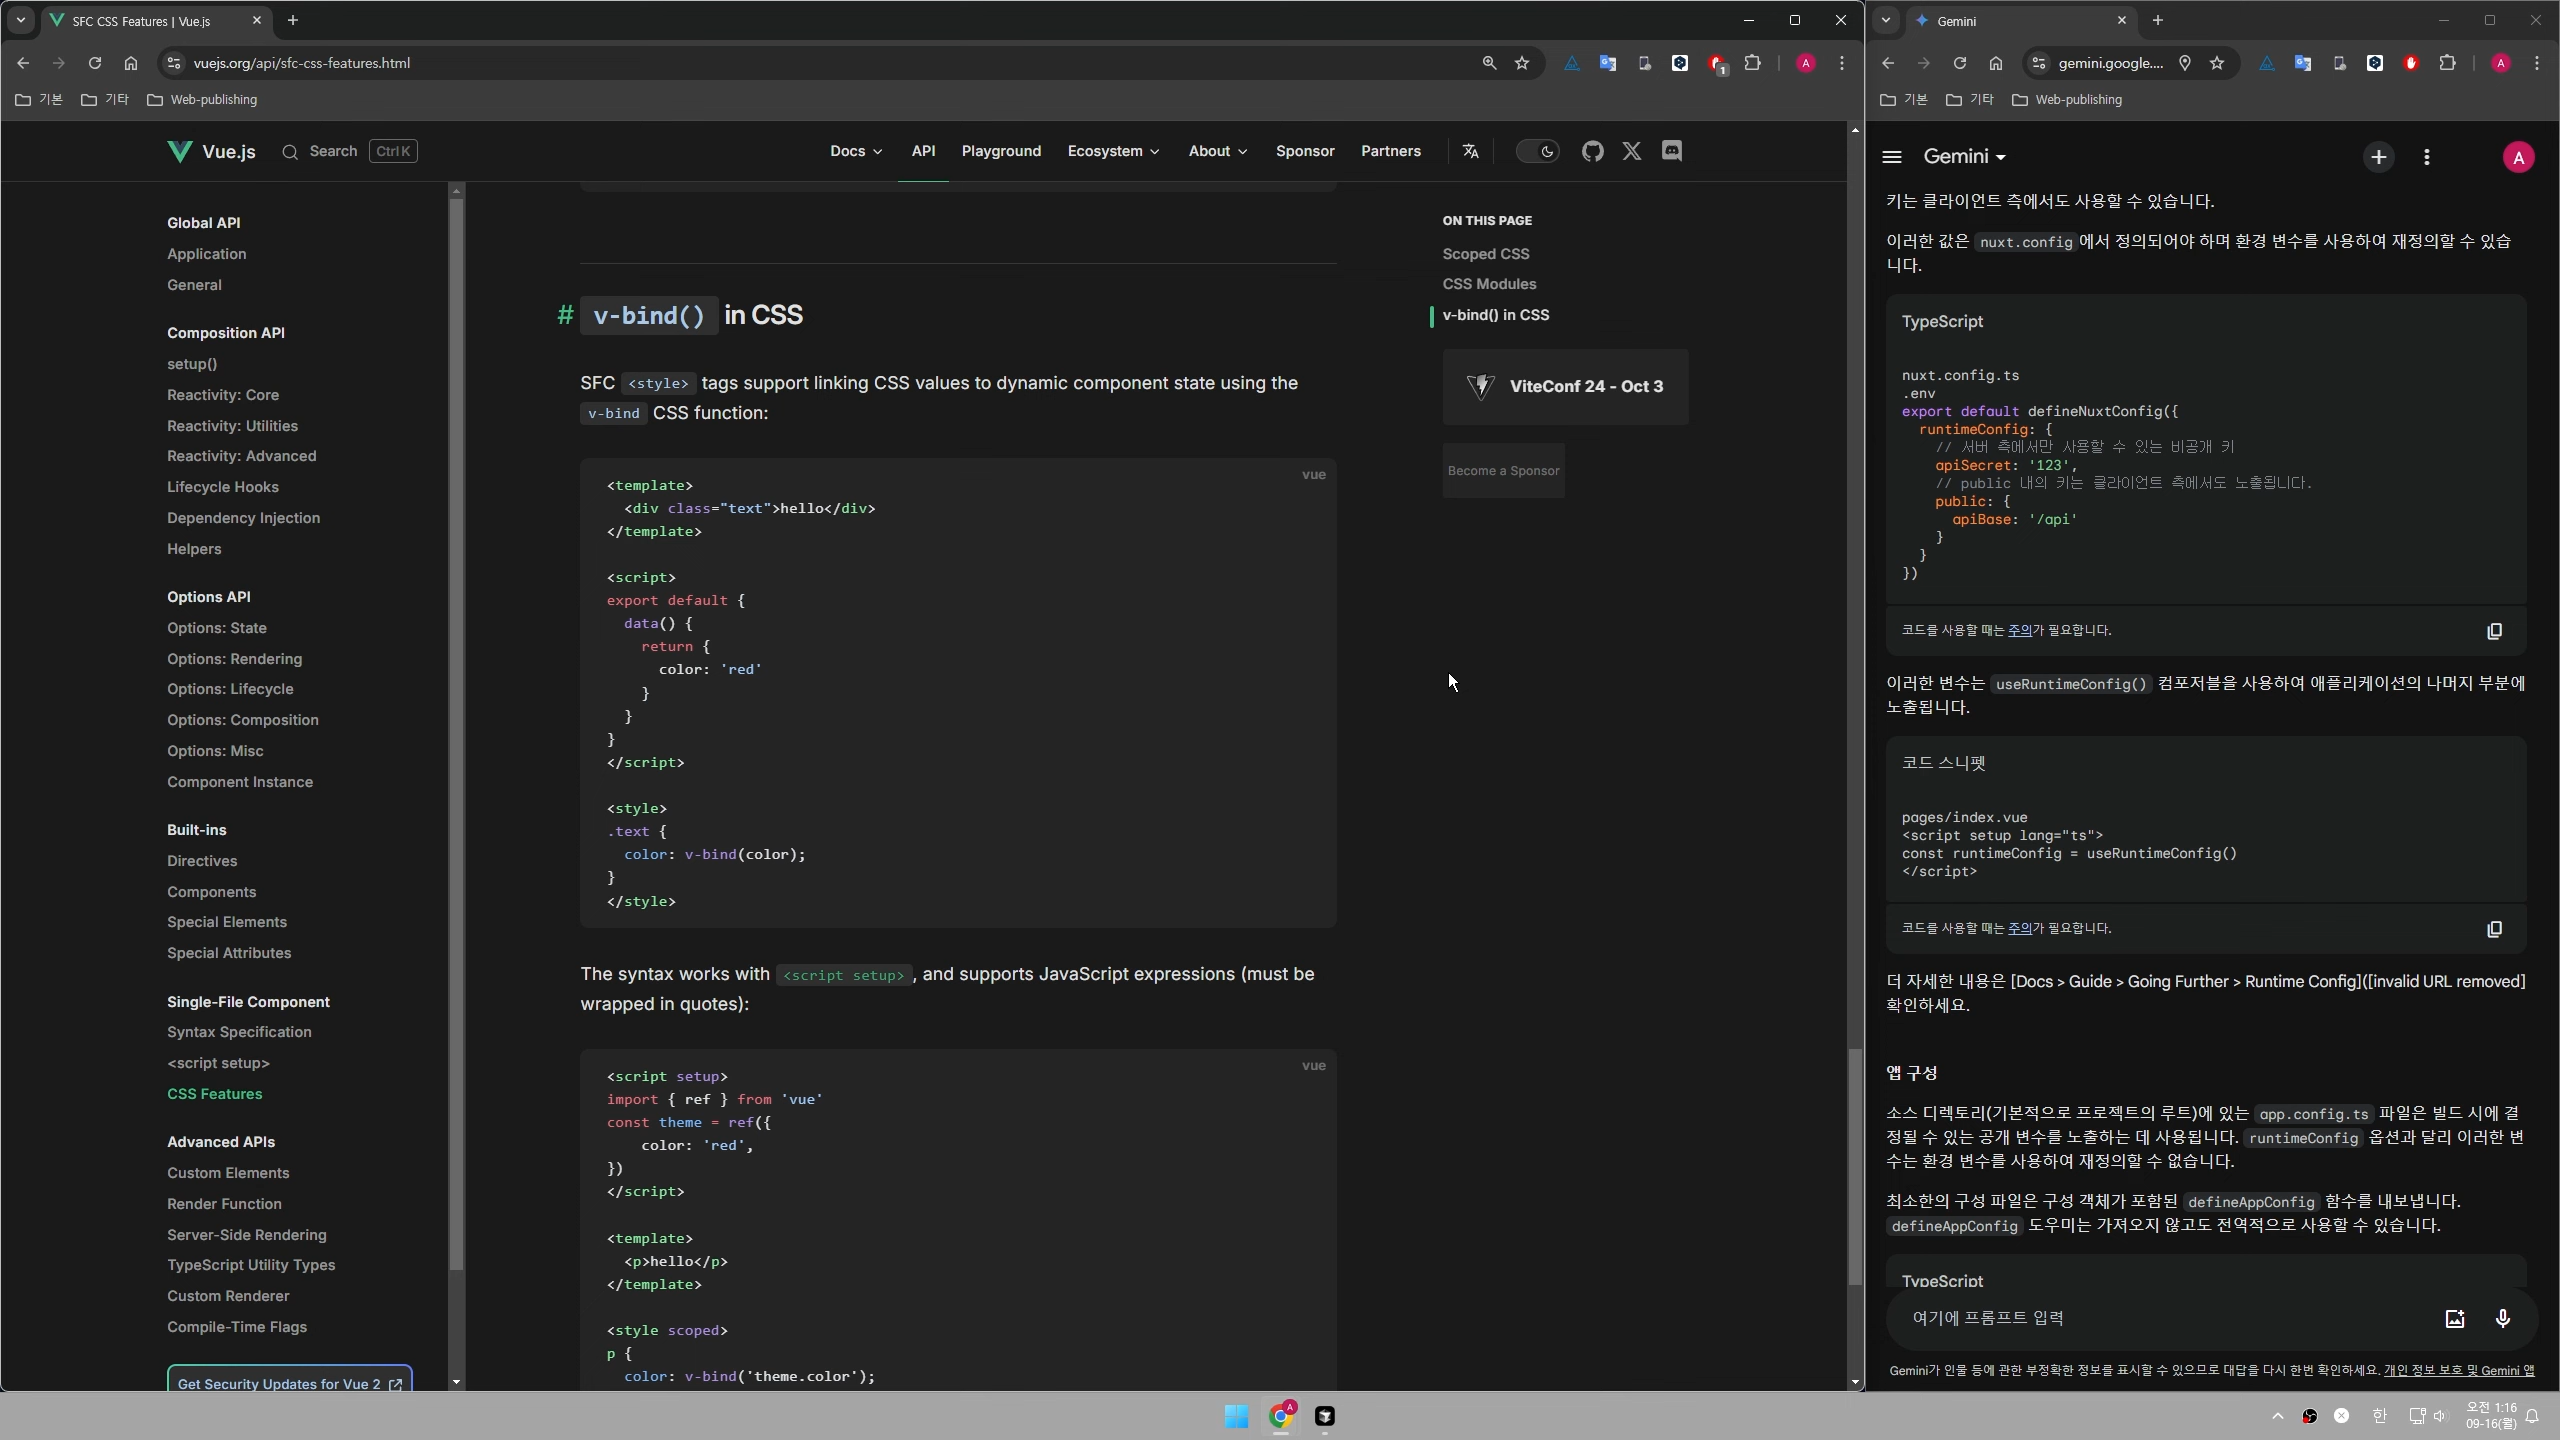 SFC CSS Features | Vue.js
vuejs.org/api/sfc-css-features.html
1
A
기본
기타
Web-publishing
Vue.js
Search
Ctrl K
Docs
API
Playground
Ecosystem
About
Sponsor
Partners
Global API
Application
General
Composition API
setup()
Reactivity: Core
Reactivity: Utilities
Reactivity: Advanced
Lifecycle Hooks
Dependency Injection
Helpers
Options API
Options: State
Options: Rendering
Options: Lifecycle
Options: Composition
Options: Misc
Component Instance
Built-ins
Directives
Components
Special Elements
Special Attributes
Single-File Component
Syntax Specification
<script setup>
CSS Features
Advanced APIs
Custom Elements
Render Function
Server-Side Rendering
TypeScript Utility Types
Custom Renderer
Compile-Time Flags
Get Security Updates for Vue 2
# v-bind() in CSS
SFC <style> tags support linking CSS values to dynamic component state using the
v-bind CSS function:
vue
<template>
<div class="text">hello</div>
</template>
<script>
export default {
data() {
return {
color: 'red'
}
}
}
</script>
<style>
.text {
color: v-bind(color);
}
</style>
The syntax works with <script setup>, and supports JavaScript expressions (must be
wrapped in quotes):
vue
<script setup>
import { ref } from 'vue'
const theme = ref({
color: 'red',
})
</script>
<template>
<p>hello</p>
</template>
<style scoped>
p {
color: v-bind('theme.color');
ON THIS PAGE
Scoped CSS
CSS Modules
v-bind() in CSS
ViteConf 24 - Oct 3
Become a Sponsor
Gemini
gemini.google....
A
기본
기타
Web-publishing
Gemini
A
키는 클라이언트 측에서도 사용할 수 있습니다.
이러한 값은 nuxt.config 에서 정의되어야 하며 환경 변수를 사용하여 재정의할 수 있습
니다.
TypeScript
nuxt.config.ts
.env
export default defineNuxtConfig({
runtimeConfig: {
// 서버 측에서만 사용할 수 있는 비공개 키
apiSecret: '123',
// public 내의 키는 클라이언트 측에서도 노출됩니다.
public: {
apiBase: '/api'
}
}
})
코드를 사용할 때는 주의가 필요합니다.
이러한 변수는 useRuntimeConfig() 컴포저블을 사용하여 애플리케이션의 나머지 부분에
노출됩니다.
코드 스니펫
pages/index.vue
<script setup lang="ts">
const runtimeConfig = useRuntimeConfig()
</script>
코드를 사용할 때는 주의가 필요합니다.
더 자세한 내용은 [Docs > Guide > Going Further > Runtime Config]([invalid URL removed]
확인하세요.
앱 구성
소스 디렉토리(기본적으로 프로젝트의 루트)에 있는 app.config.ts 파일은 빌드 시에 결
정될 수 있는 공개 변수를 노출하는 데 사용됩니다. runtimeConfig 옵션과 달리 이러한 변
수는 환경 변수를 사용하여 재정의할 수 없습니다.
최소한의 구성 파일은 구성 객체가 포함된 defineAppConfig 함수를 내보냅니다.
defineAppConfig 도우미는 가져오지 않고도 전역적으로 사용할 수 있습니다.
TypeScript
여기에 프롬프트 입력
Gemini가 인물 등에 관한 부정확한 정보를 표시할 수 있으므로 대답을 다시 한번 확인하세요. 개인 정보 보호 및 Gemini 앱
A
한
오전 1:16
09-16(월)